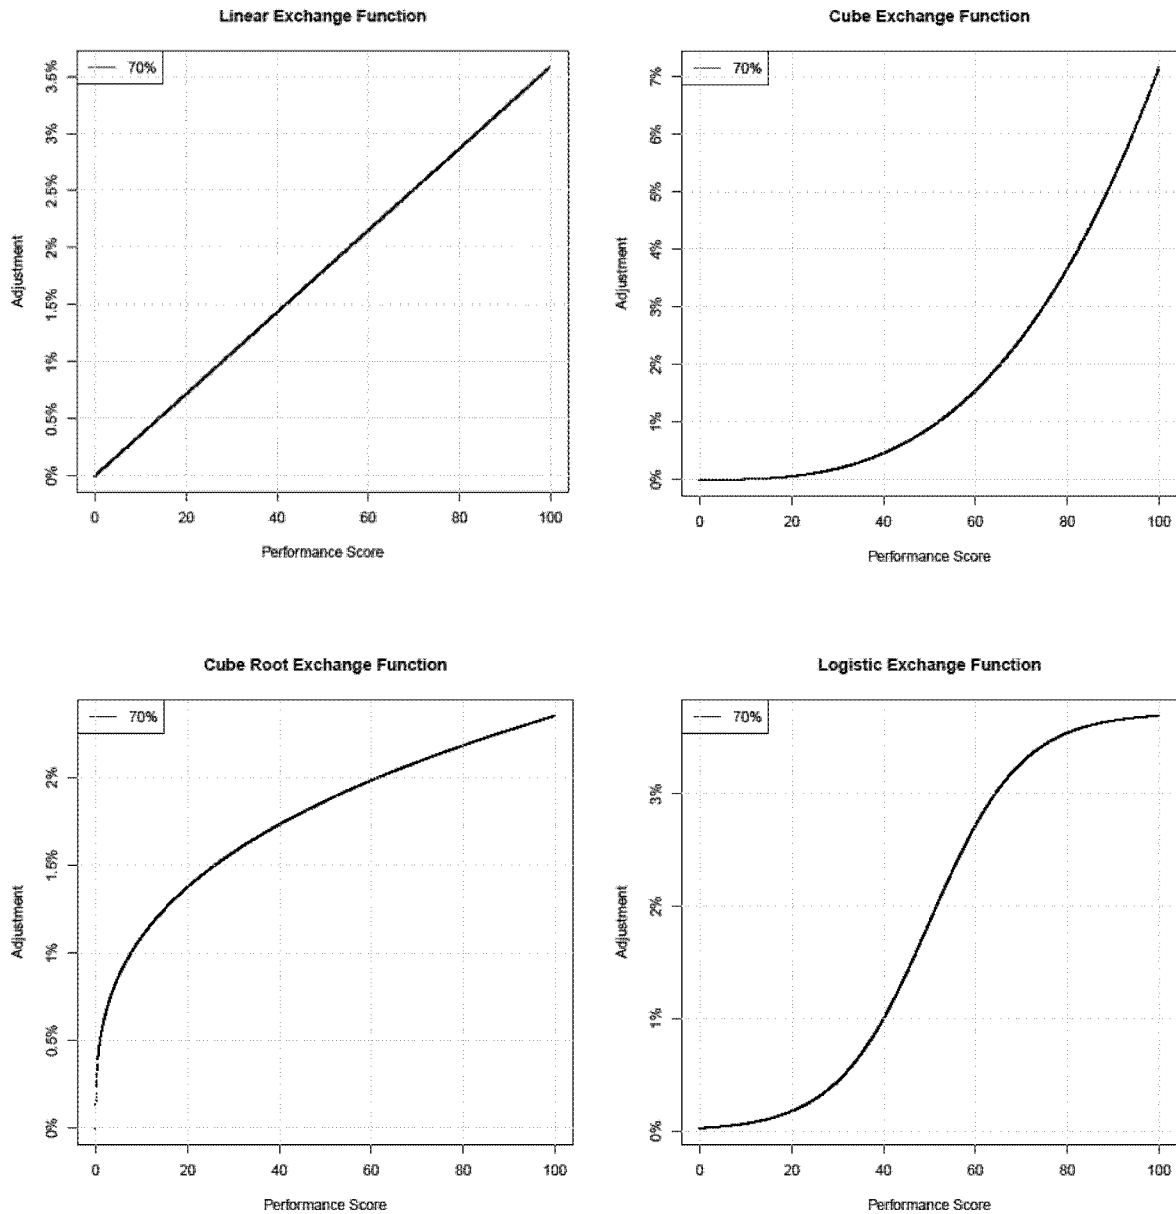 Linear Exchange Function
70%
3.5%
3%
2.5%
2%
1.5%
1%
0.5%
0%
Adjustment
0 20 40 60 80 100
Performance Score
Cube Exchange Function
70%
7%
6%
5%
4%
3%
2%
1%
0%
Adjustment
0 20 40 60 80 100
Performance Score
Cube Root Exchange Function
70%
2%
1.5%
1%
0.5%
0%
Adjustment
0 20 40 60 80 100
Performance Score
Logistic Exchange Function
70%
3%
2%
1%
0%
Adjustment
0 20 40 60 80 100
Performance Score